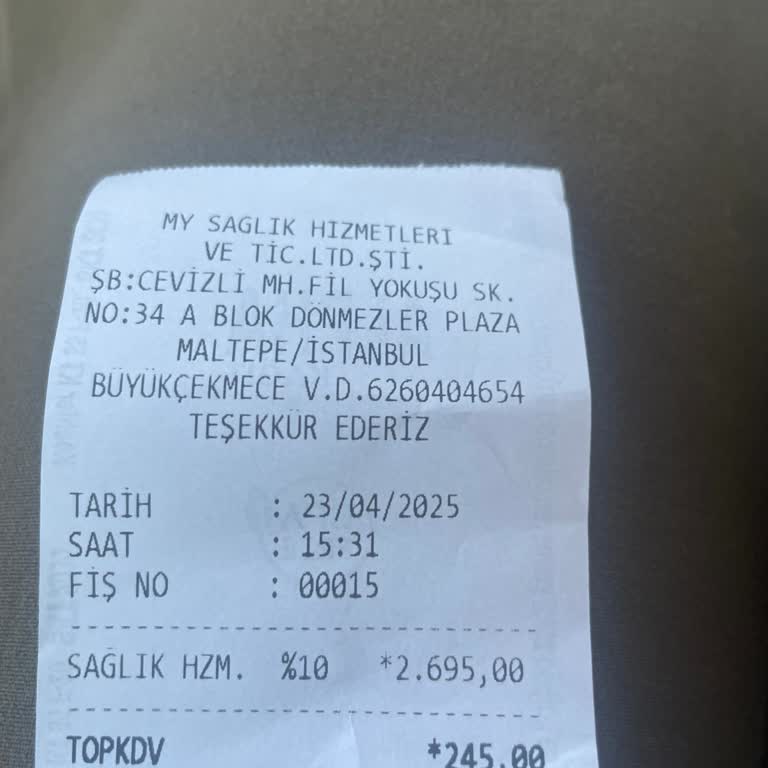 MY SAGLIK HIZMETLERI
VE TİC.LTD.ŞTİ.
ŞB:CEVİZLİ MH.FİL YOKUŞU SK.
NO:34 A BLOK DÖNMEZLER PLAZA
MALTEPE/İSTANBUL
BÜYÜKÇEKMECE V.D.6260404654
TEŞEKKÜR EDERİZ
TARİH : 23/04/2025
SAAT : 15:31
FİŞ NO : 00015
SAĞLIK HZM. %10 *2.695,00
TOPKDV *245,00